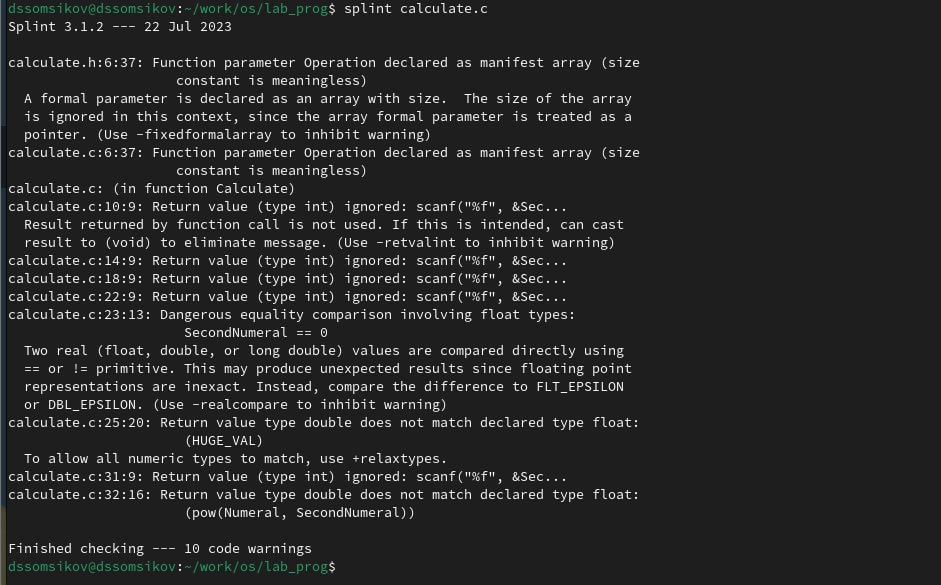 dssomsikov@dssomsikov:~/work/os/lab_prog$ splint calculate.c
Splint 3.1.2 --- 22 Jul 2023

calculate.h:6:37: Function parameter Operation declared as manifest array (size
                     constant is meaningless)
  A formal parameter is declared as an array with size.  The size of the array
  is ignored in this context, since the array formal parameter is treated as a
  pointer. (Use -fixedformalarray to inhibit warning)
calculate.c:6:37: Function parameter Operation declared as manifest array (size
                     constant is meaningless)
calculate.c: (in function Calculate)
calculate.c:10:9: Return value (type int) ignored: scanf("%f", &Sec...
  Result returned by function call is not used. If this is intended, can cast
  result to (void) to eliminate message. (Use -retvalint to inhibit warning)
calculate.c:14:9: Return value (type int) ignored: scanf("%f", &Sec...
calculate.c:18:9: Return value (type int) ignored: scanf("%f", &Sec...
calculate.c:22:9: Return value (type int) ignored: scanf("%f", &Sec...
calculate.c:23:13: Dangerous equality comparison involving float types:
                      SecondNumeral == 0
  Two real (float, double, or long double) values are compared directly using
  == or != primitive. This may produce unexpected results since floating point
  representations are inexact. Instead, compare the difference to FLT_EPSILON
  or DBL_EPSILON. (Use -realcompare to inhibit warning)
calculate.c:25:20: Return value type double does not match declared type float:
                      (HUGE_VAL)
  To allow all numeric types to match, use +relaxtypes.
calculate.c:31:9: Return value (type int) ignored: scanf("%f", &Sec...
calculate.c:32:16: Return value type double does not match declared type float:
                      (pow(Numeral, SecondNumeral))

Finished checking --- 10 code warnings
dssomsikov@dssomsikov:~/work/os/lab_prog$